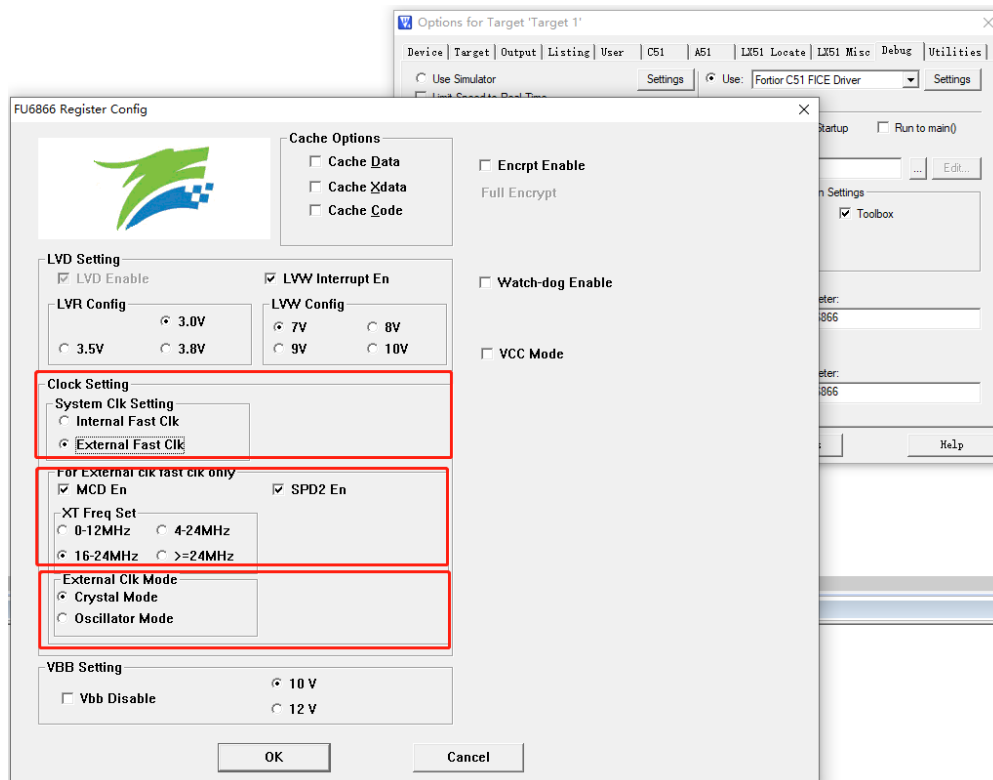 Options for Target 'Target 1'
Device Target Output Listing User C51 A51 LX51 Locate LX51 Misc Debug Utilities
Use Simulator Settings Use: Fortior C51 FICE Driver Settings
FU6866 Register Config
Startup Run to main()
... Edit...
n Settings
Toolbox
eter:
6866
eter:
6866
Help
Cache Options
Cache Data
Cache Xdata
Cache Code
Encrpt Enable
Full Encrypt
LVD Setting
LVD Enable LVW Interrupt En
LVR Config
3.0V
3.5V 3.8V
LVW Config
7V 8V
9V 10V
Watch-dog Enable
VCC Mode
Clock Setting
System Clk Setting
Internal Fast Clk
External Fast Clk
For External clk fast clk only
MCD En SPD2 En
XT Freq Set
0-12MHz 4-24MHz
16-24MHz >=24MHz
External Clk Mode
Crystal Mode
Oscillator Mode
VBB Setting
Vbb Disable
10 V
12 V
OK Cancel